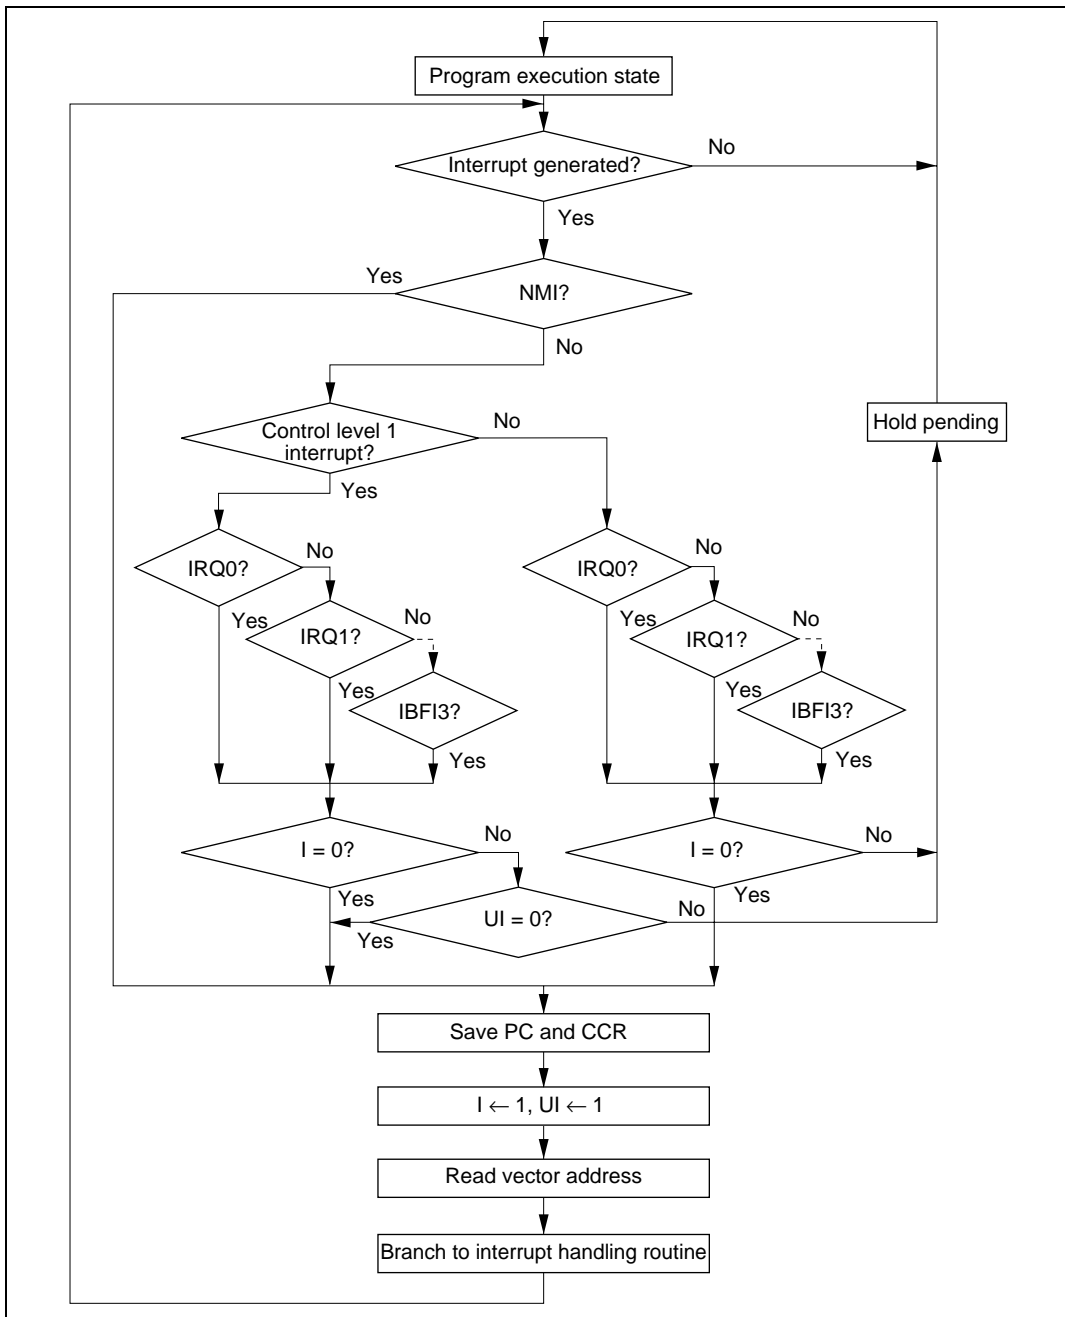 Program execution state
Interrupt generated?
No
Yes
Yes
NMI?
No
Control level 1
interrupt?
No
Hold pending
Yes
IRQ0?
No
IRQ0?
No
Yes
IRQ1?
No
Yes
IRQ1?
No
Yes
IBFI3?
Yes
IBFI3?
Yes
Yes
I = 0?
No
I = 0?
No
Yes
Yes
UI = 0?
No
Yes
Save PC and CCR
I ← 1, UI ← 1
Read vector address
Branch to interrupt handling routine